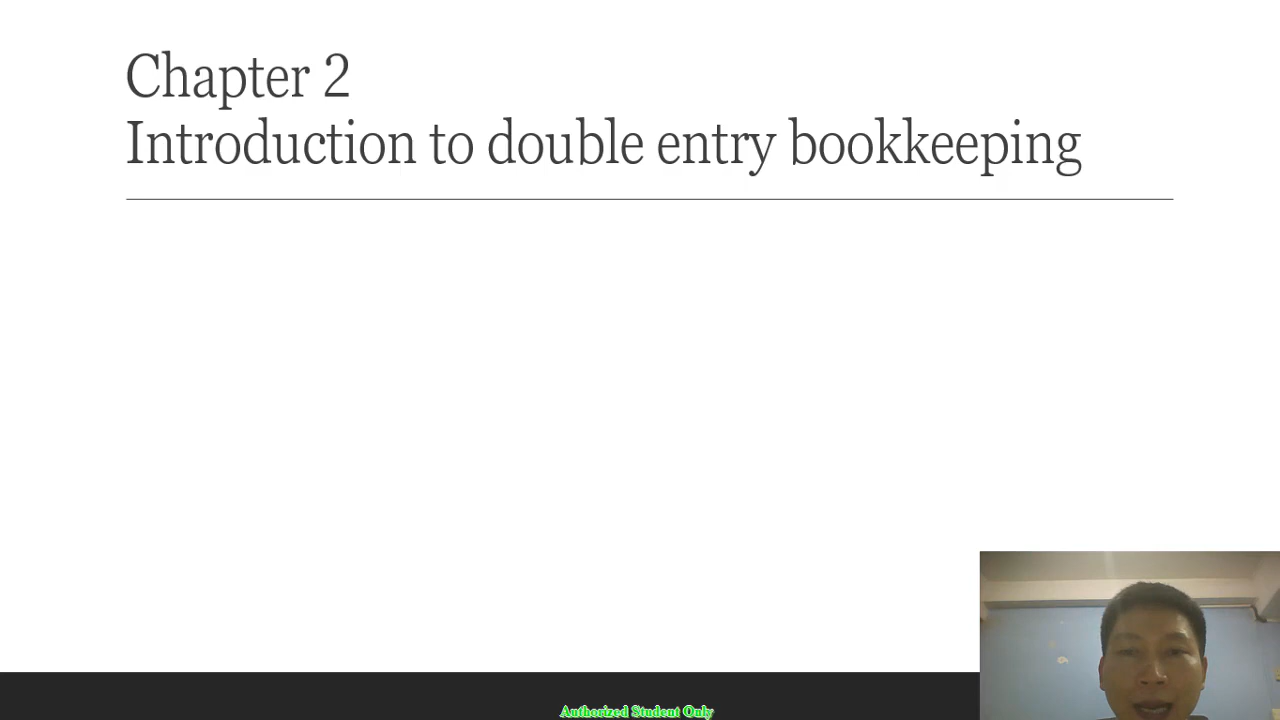 Chapter 2
Introduction to double entry bookkeeping
Authorized Student Only